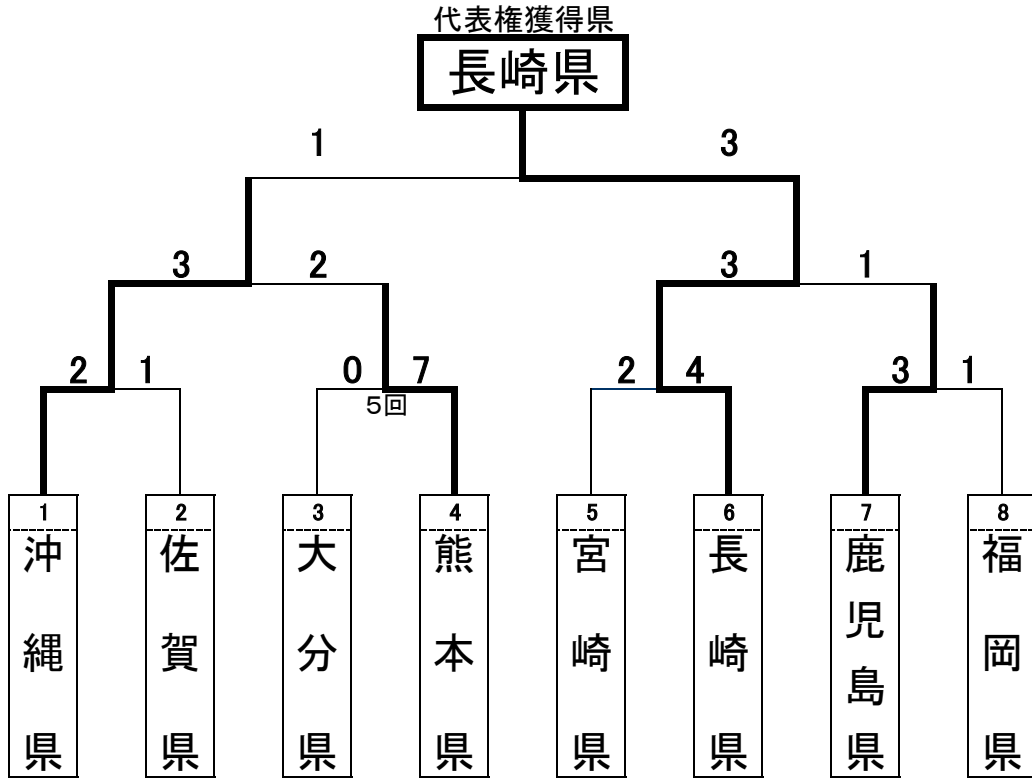 代表権獲得県
長崎県
1 3
3 2 3 1
2 1 0 7 2 4 3 1
5回
1 2 3 4 5 6 7 8
沖縄県 佐賀県 大分県 熊本県 宮崎県 長崎県 鹿児島県 福岡県